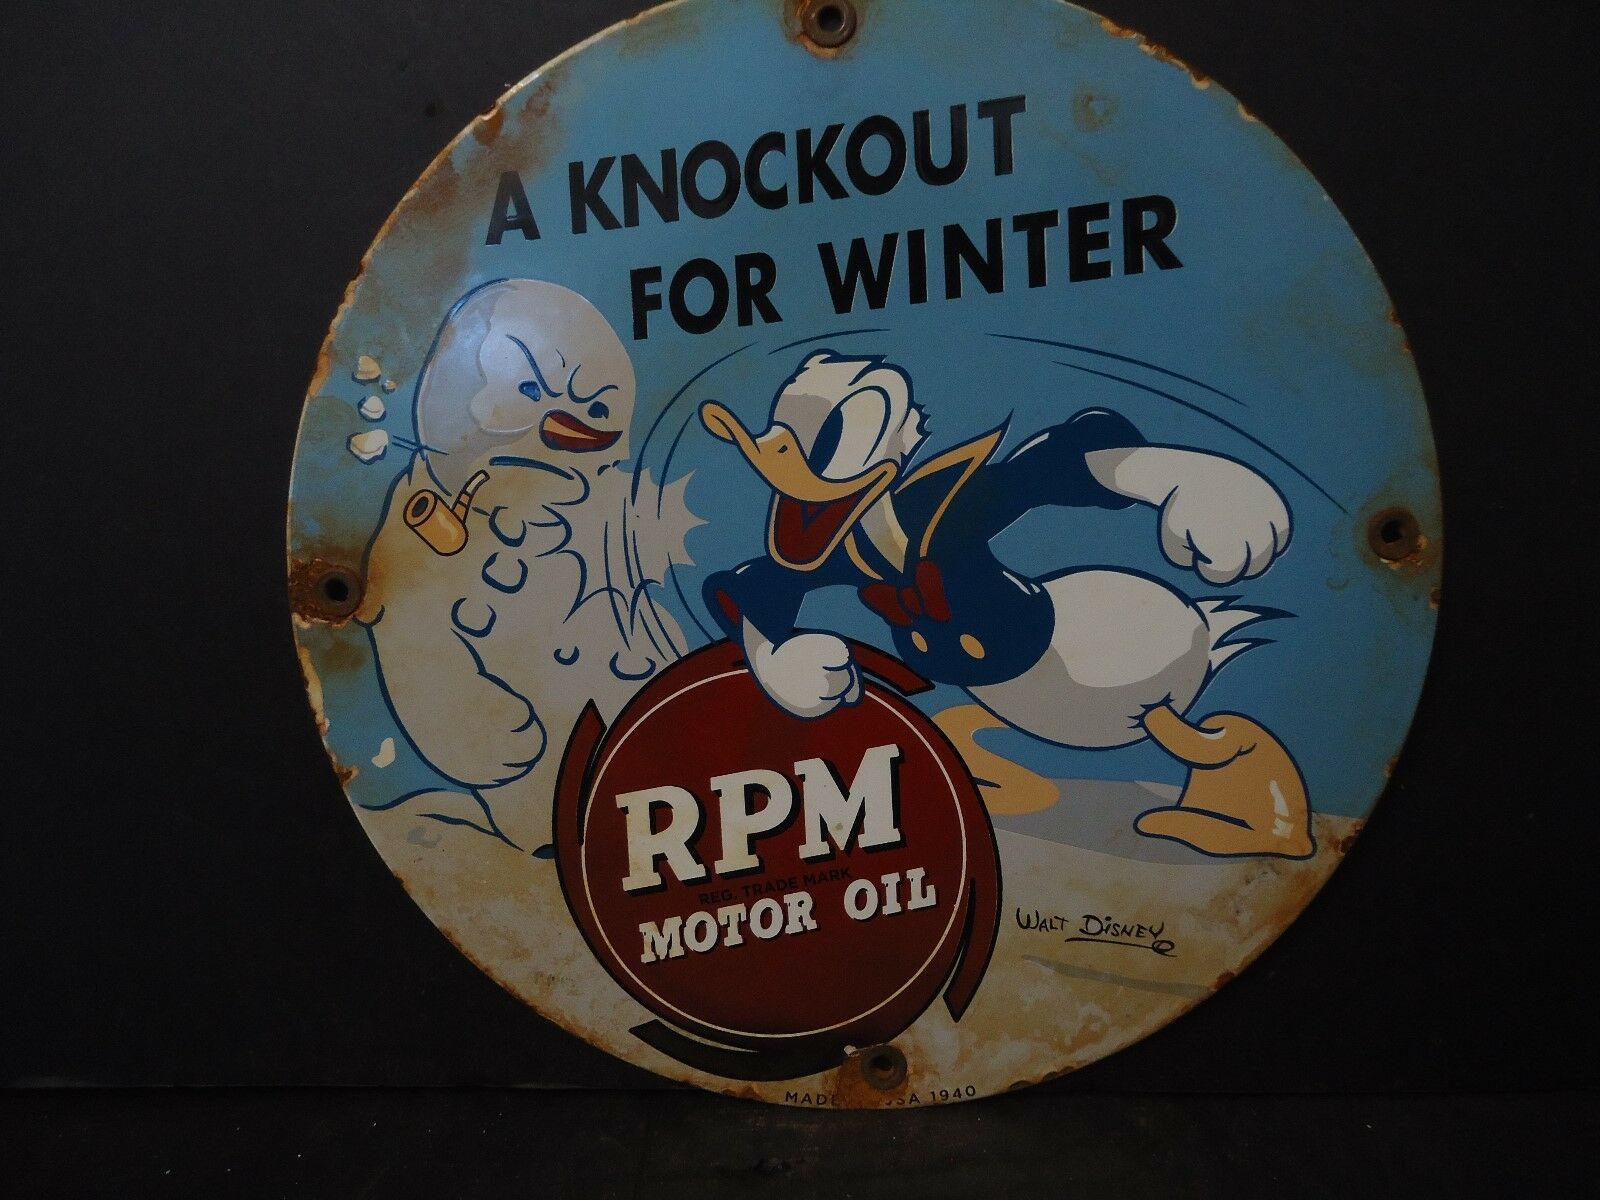 A KNOCKOUT
FOR WINTER
RPM
REG. TRADE MARK
MOTOR OIL
WALT DISNEY
MADE USA 1940